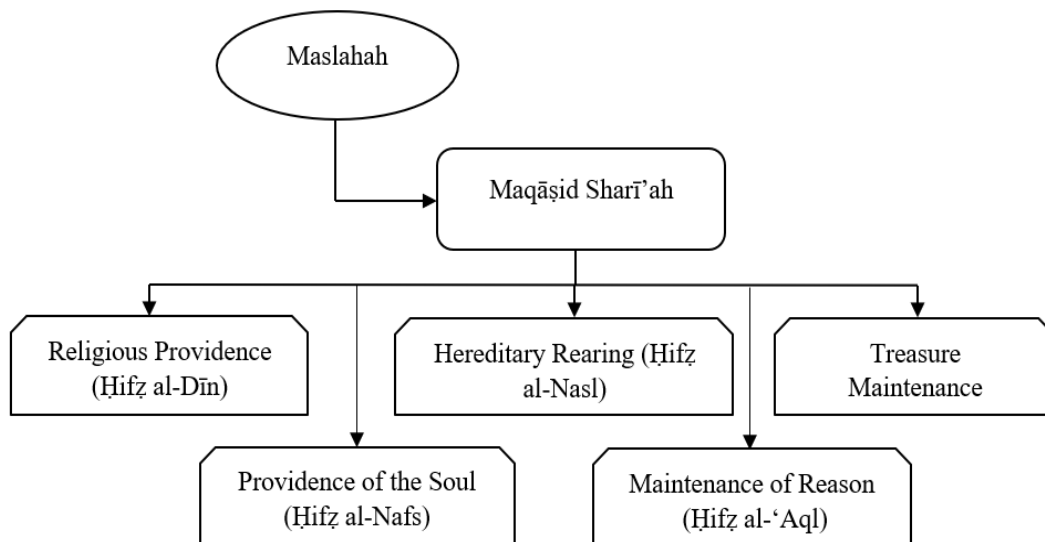 Maslahah
Maqāṣid Sharī’ah
Religious Providence
(Ḥifẓ al-Dīn)
Hereditary Rearing (Ḥifẓ
al-Nasl)
Treasure
Maintenance
Providence of the Soul
(Ḥifẓ al-Nafs)
Maintenance of Reason
(Ḥifẓ al-‘Aql)